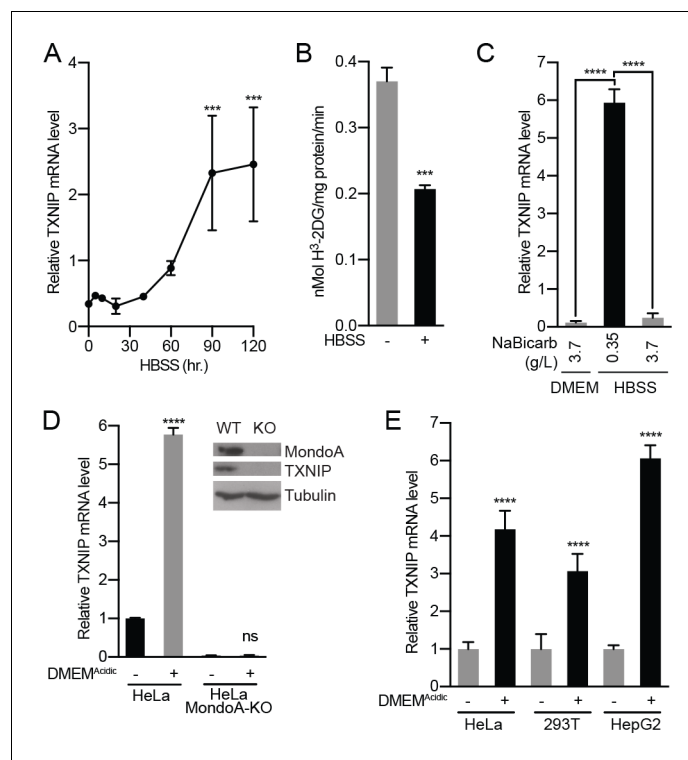 A
Relative TXNIP mRNA level
4
3
2
1
0
*** ***
0 30 60 90 120
HBSS (hr.)
B
nMol H³-2DG/mg protein/min
0.4
0.3
0.2
0.1
0.0
***
HBSS - +
C
Relative TXNIP mRNA level
7
6
5
4
3
2
1
0
**** ****
NaBicarb
(g/L)
3.7 0.35 3.7
DMEM HBSS
D
Relative TXNIP mRNA level
6
5
4
3
2
1
0
****
ns
WT KO
MondoA
TXNIP
Tubulin
DMEM^Acidic - + - +
HeLa HeLa
MondoA-KO
E
Relative TXNIP mRNA level
7
6
5
4
3
2
1
0
**** **** ****
DMEM^Acidic - + - + - +
HeLa 293T HepG2